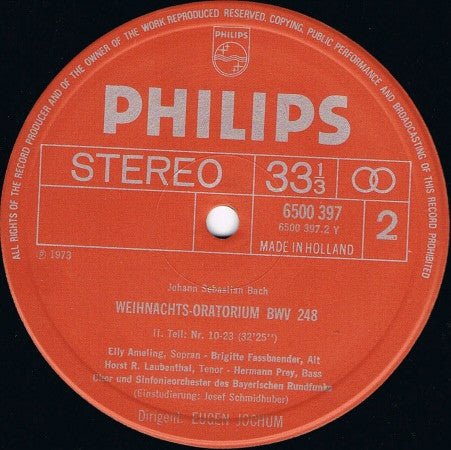 ALL RIGHTS OF THE RECORD PRODUCER AND OF THE OWNER OF THE WORK REPRODUCED RESERVED. COPYING, PUBLIC PERFORMANCE AND BROADCASTING OF THIS RECORD PROHIBITED
PHILIPS
PHILIPS
STEREO 33 1/3
6500 397 2
6500 397.2 Y
MADE IN HOLLAND
℗ 1973
Johann Sebastian Bach
WEIHNACHTS-ORATORIUM BWV 248
II. Teil: Nr. 10-23 (32'25'')
Elly Ameling, Sopran - Brigitte Fassbaender, Alt
Horst R. Laubenthal, Tenor - Hermann Prey, Bass
Chor und Sinfonieorchester des Bayerischen Rundfunks
(Einstudierung: Josef Schmidhuber)
Dirigent: EUGEN JOCHUM